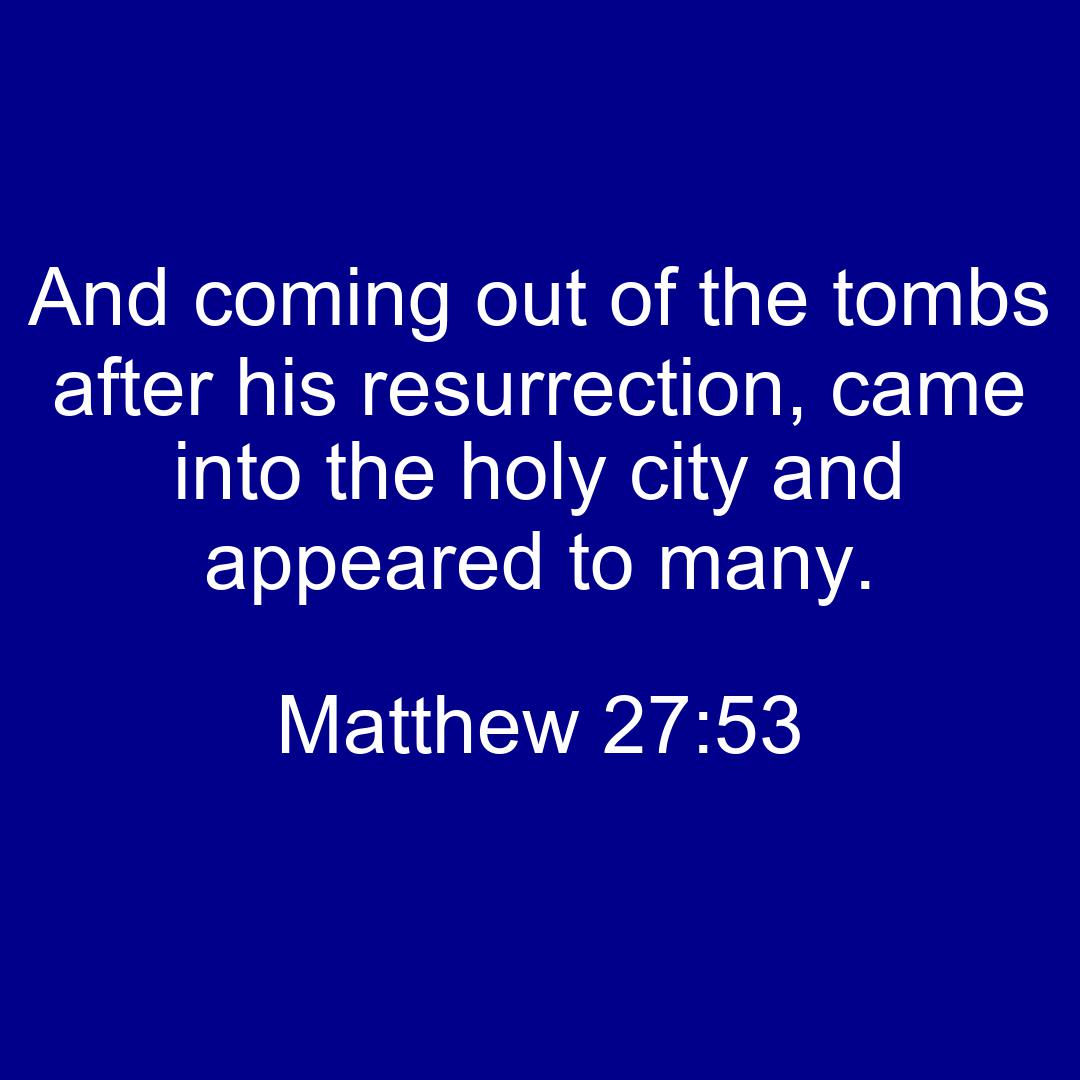 And coming out of the tombs
after his resurrection, came
into the holy city and
appeared to many.
Matthew 27:53